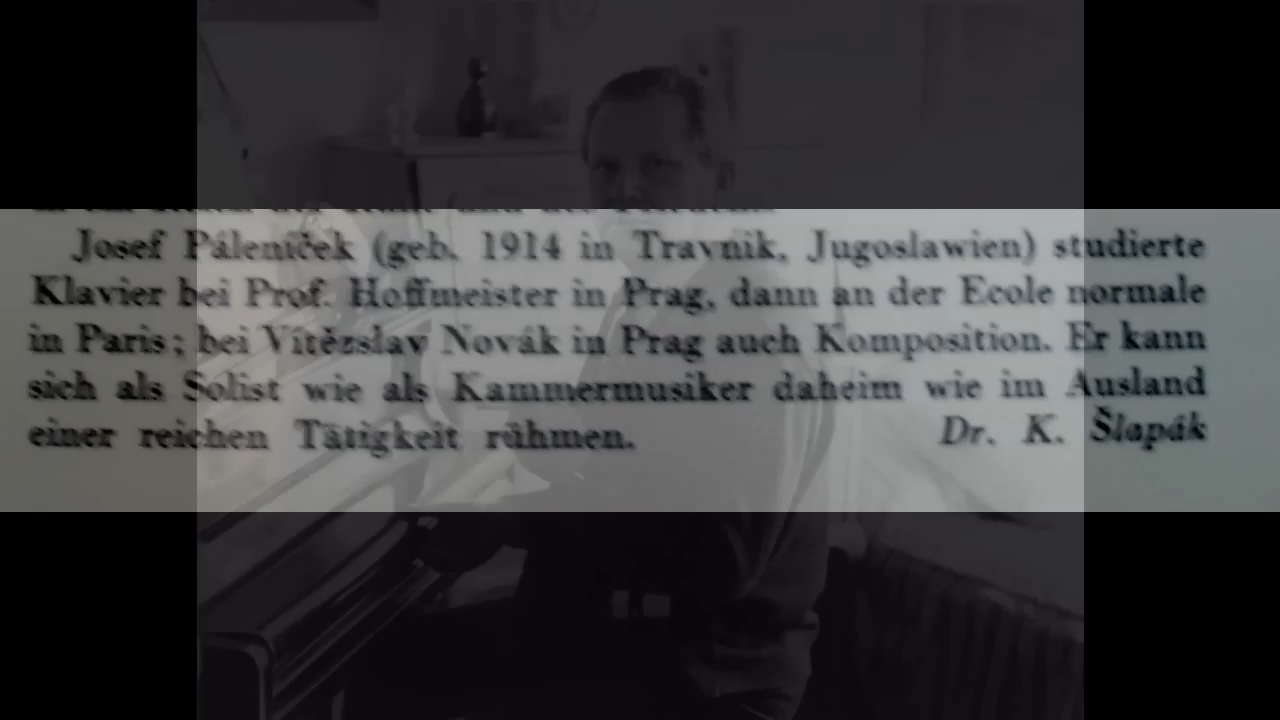 Josef Páleníček (geb. 1914 in Travnik, Jugoslawien) studierte
Klavier bei Prof. Hoffmeister in Prag, dann an der Ecole normale
in Paris; bei Vítězslav Novák in Prag auch Komposition. Er kann
sich als Solist wie als Kammermusiker daheim wie im Ausland
einer reichen Tätigkeit rühmen. Dr. K. Šlapák